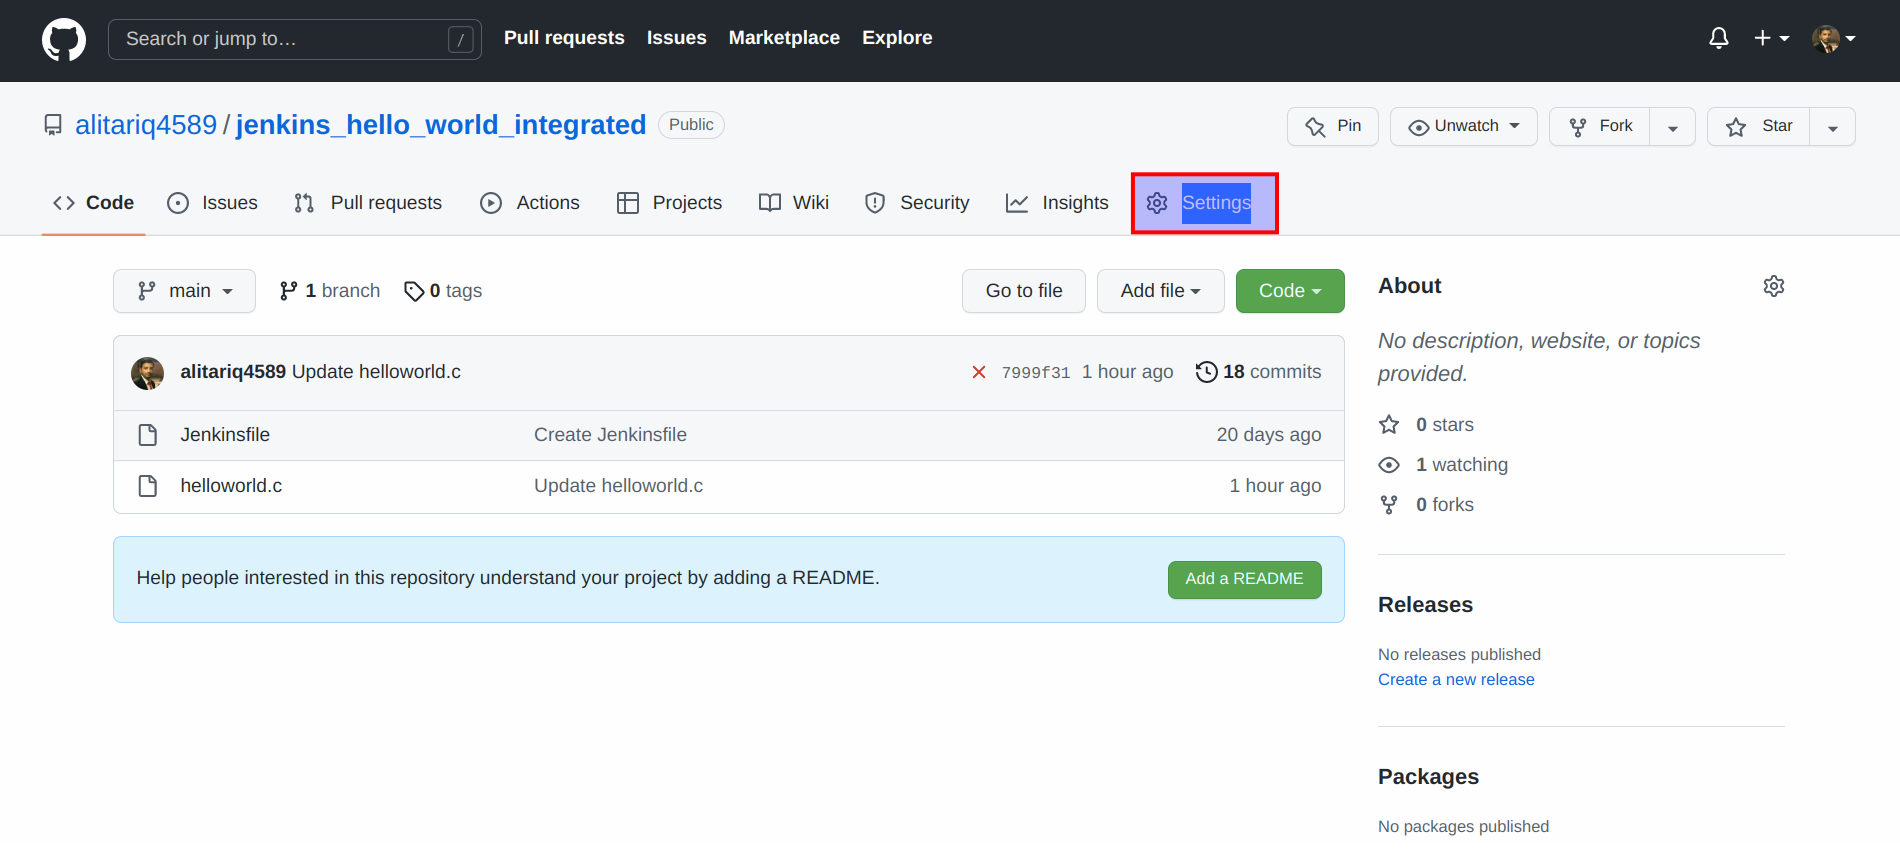 Search or jump to… /
Pull requests Issues Marketplace Explore
alitariq4589 / jenkins_hello_world_integrated Public
Pin Unwatch Fork Star
Code Issues Pull requests Actions Projects Wiki Security Insights Settings
main 1 branch 0 tags
Go to file Add file Code
alitariq4589 Update helloworld.c 7999f31 1 hour ago 18 commits
Jenkinsfile Create Jenkinsfile 20 days ago
helloworld.c Update helloworld.c 1 hour ago
Help people interested in this repository understand your project by adding a README. Add a README
About
No description, website, or topics
provided.
0 stars
1 watching
0 forks
Releases
No releases published
Create a new release
Packages
No packages published